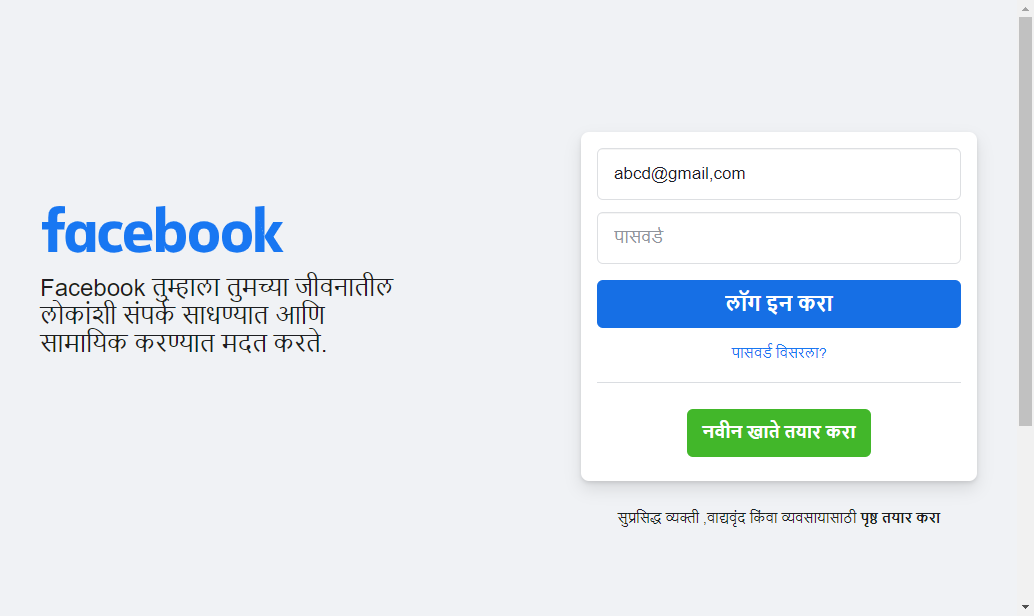 facebook
Facebook तुम्हाला तुमच्या जीवनातील
लोकांशी संपर्क साधण्यात आणि
सामायिक करण्यात मदत करते.
abcd@gmail,com
पासवर्ड
लॉग इन करा
पासवर्ड विसरला?
नवीन खाते तयार करा
सुप्रसिद्ध व्यक्ती ,वाद्यवृंद किंवा व्यवसायासाठी पृष्ठ तयार करा